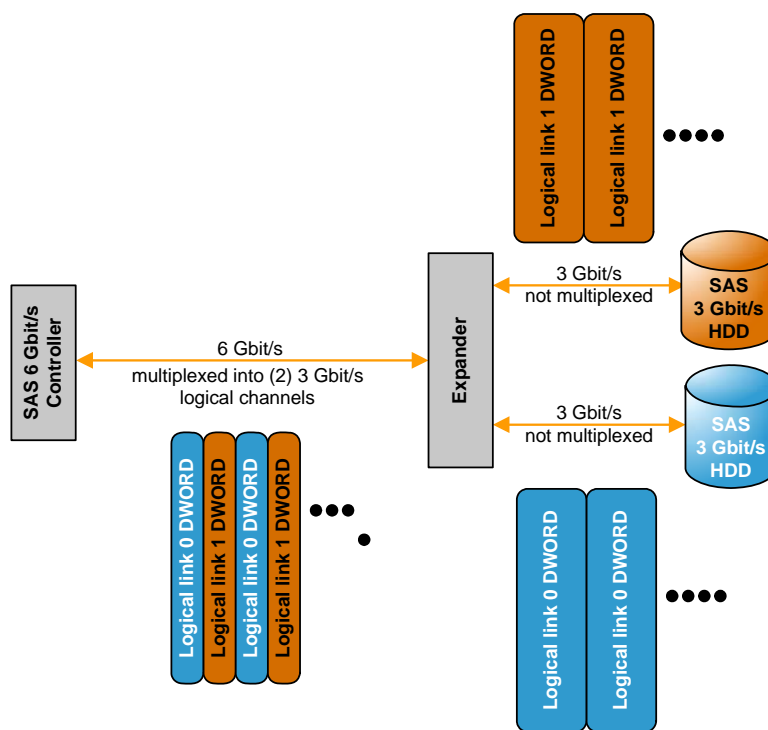 Logical link 1 DWORD
Logical link 1 DWORD
SAS 6 Gbit/s
Controller
6 Gbit/s
multiplexed into (2) 3 Gbit/s
logical channels
Expander
3 Gbit/s
not multiplexed
SAS
3 Gbit/s
HDD
3 Gbit/s
not multiplexed
SAS
3 Gbit/s
HDD
Logical link 0 DWORD
Logical link 1 DWORD
Logical link 0 DWORD
Logical link 1 DWORD
Logical link 0 DWORD
Logical link 0 DWORD